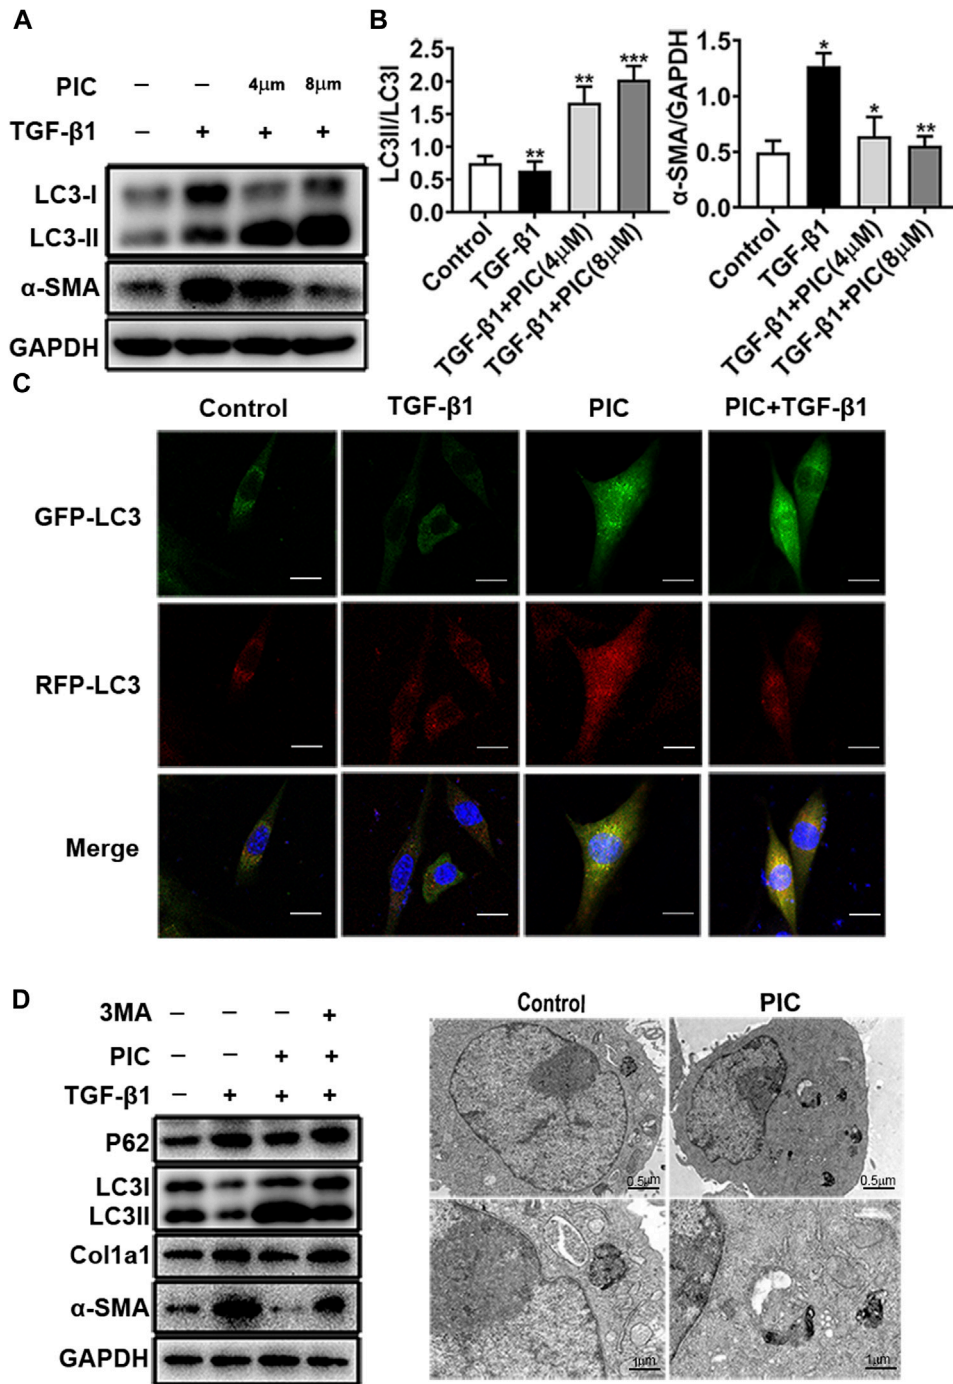 A
PIC – – 4μm 8μm
TGF-β1 – + + +
LC3-I
LC3-II
α-SMA
GAPDH
B
LC3II/LC3I
2.5
2.0
1.5
1.0
0.5
0.0
** ** ***
Control
TGF-β1
TGF-β1+PIC(4μM)
TGF-β1+PIC(8μM)
α-SMA/GAPDH
1.5
1.0
0.5
0.0
* * **
Control
TGF-β1
TGF-β1+PIC(4μM)
TGF-β1+PIC(8μM)
C
Control TGF-β1 PIC PIC+TGF-β1
GFP-LC3
RFP-LC3
Merge
D
3MA – – – +
PIC – – + +
TGF-β1 – + + +
P62
LC3I
LC3II
Col1a1
α-SMA
GAPDH
Control PIC
0.5μm 0.5μm
1μm 1μm